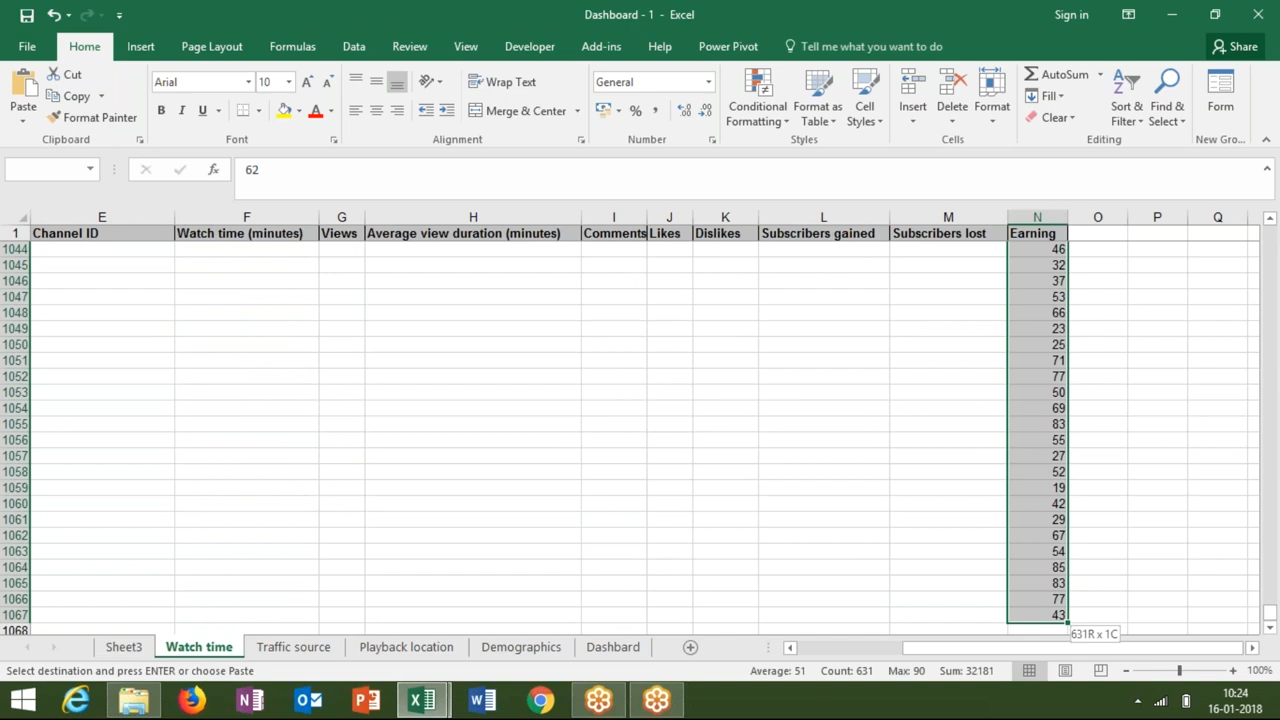 Dashboard - 1 - Excel
Sign in
File Home Insert Page Layout Formulas Data Review View Developer Add-ins Help Power Pivot Tell me what you want to do Share
Paste
Cut
Copy
Format Painter
Clipboard
Arial 10
B I U
Font
Wrap Text
Merge & Center
Alignment
General
Number
Conditional Formatting
Format as Table
Cell Styles
Styles
Insert
Delete
Format
Cells
AutoSum
Fill
Clear
Sort & Filter
Find & Select
Editing
Form
New Gro...
fx 62
E F G H I J K L M N O P Q
1 Channel ID Watch time (minutes) Views Average view duration (minutes) Comments Likes Dislikes Subscribers gained Subscribers lost Earning
1044 46
1045 32
1046 37
1047 53
1048 66
1049 23
1050 25
1051 71
1052 77
1053 50
1054 69
1055 83
1056 55
1057 27
1058 52
1059 19
1060 42
1061 29
1062 67
1063 54
1064 85
1065 83
1066 77
1067 43
1068
631R x 1C
Sheet3 Watch time Traffic source Playback location Demographics Dashbard
Select destination and press ENTER or choose Paste Average: 51 Count: 631 Max: 90 Sum: 32181 100%
10:24
16-01-2018